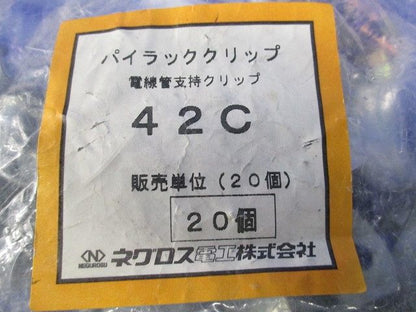 パイラッククリップ
電線管支持クリップ
42C
販売単位(20個)
20個
N
NEGUROSU
ネグロス電工株式会社